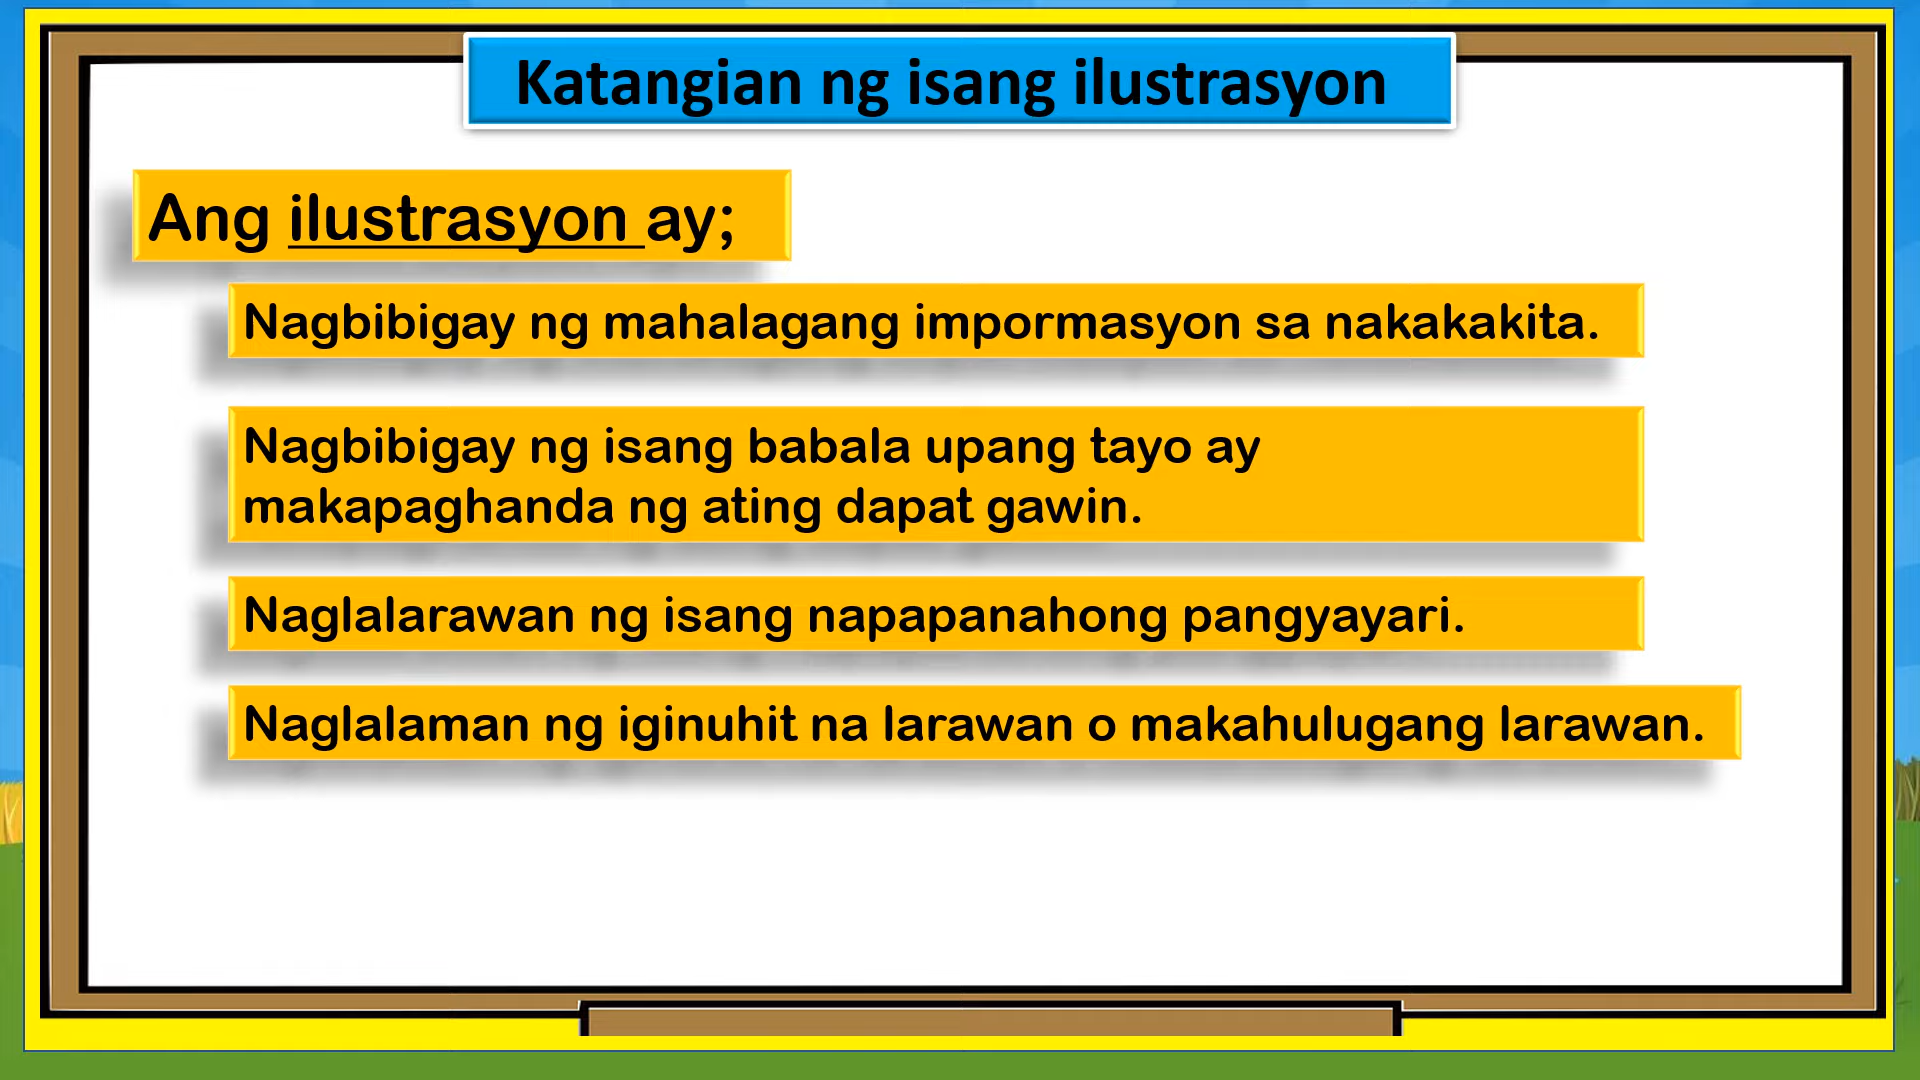 Katangian ng isang ilustrasyon
Ang ilustrasyon ay;
Nagbibigay ng mahalagang impormasyon sa nakakakita.
Nagbibigay ng isang babala upang tayo ay
makapaghanda ng ating dapat gawin.
Naglalarawan ng isang napapanahong pangyayari.
Naglalaman ng iginuhit na larawan o makahulugang larawan.